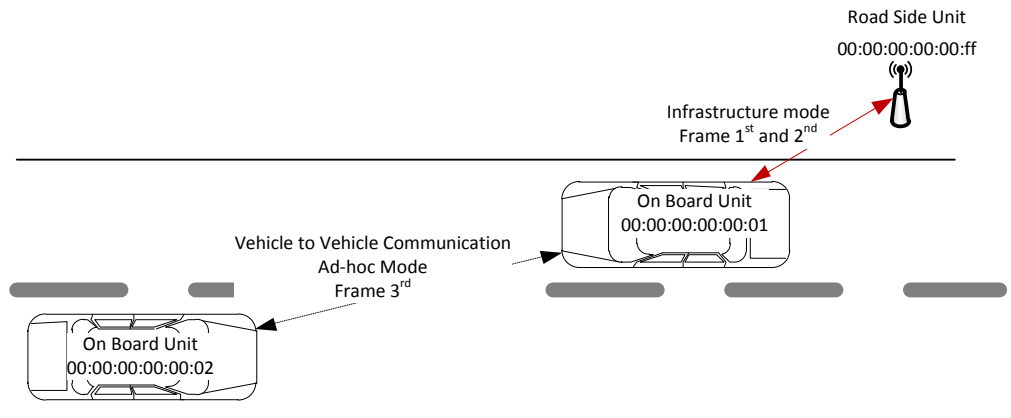 Road Side Unit
00:00:00:00:00:ff
Infrastructure mode
Frame 1st and 2nd
On Board Unit
00:00:00:00:00:01
Vehicle to Vehicle Communication
Ad-hoc Mode
Frame 3rd
On Board Unit
00:00:00:00:00:02